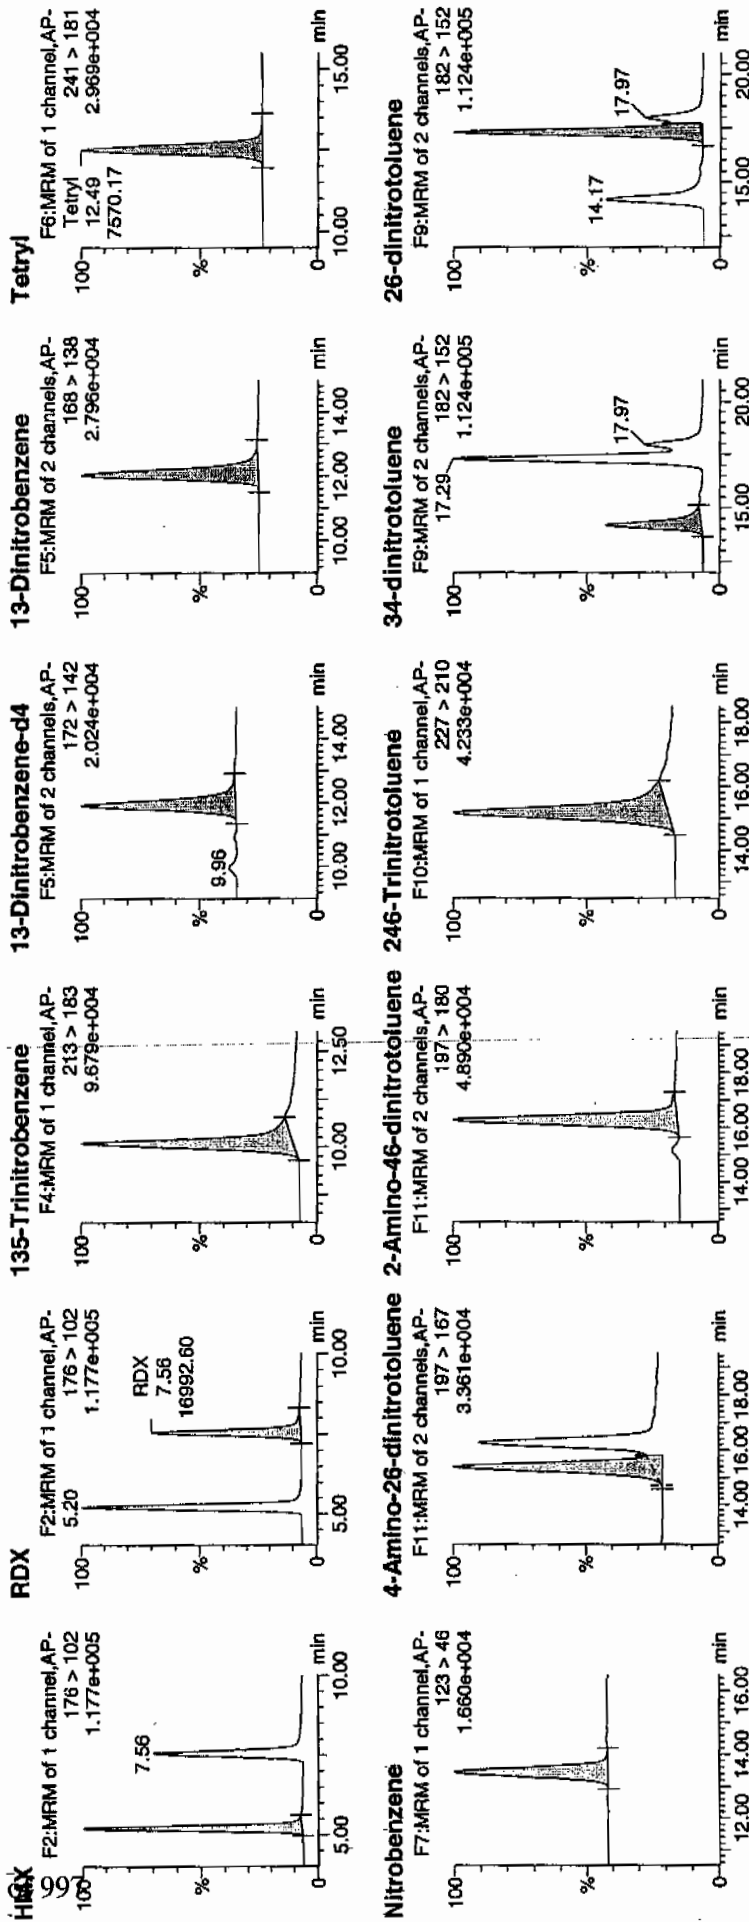 HMX
F2:MRM of 1 channel,AP-
176 > 102
1.177e+005
100
7.56
%
0
5.00
10.00
min
997
RDX
F2:MRM of 1 channel,AP-
176 > 102
1.177e+005
100
5.20
RDX
7.56
16992.60
%
0
5.00
10.00
min
135-Trinitrobenzene
F4:MRM of 1 channel,AP-
213 > 183
9.679e+004
100
%
0
10.00
12.50
min
13-Dinitrobenzene-d4
F5:MRM of 2 channels,AP-
172 > 142
2.024e+004
100
9.96
%
0
10.00
12.00
14.00
min
13-Dinitrobenzene
F5:MRM of 2 channels,AP-
168 > 138
2.796e+004
100
%
0
10.00
12.00
14.00
min
Tetryl
F6:MRM of 1 channel,AP-
241 > 181
2.969e+004
100
Tetryl
12.49
7570.17
%
0
10.00
15.00
min
Nitrobenzene
F7:MRM of 1 channel,AP-
123 > 46
1.660e+004
100
%
0
12.00
14.00
16.00
min
4-Amino-26-dinitrotoluene
F11:MRM of 2 channels,AP-
197 > 167
3.361e+004
100
%
0
14.00
16.00
18.00
min
2-Amino-46-dinitrotoluene
F11:MRM of 2 channels,AP-
197 > 180
4.890e+004
100
%
0
14.00
16.00
18.00
min
246-Trinitrotoluene
F10:MRM of 1 channel,AP-
227 > 210
4.233e+004
100
%
0
14.00
16.00
18.00
min
34-dinitrotoluene
F9:MRM of 2 channels,AP-
182 > 152
1.124e+005
100
17.29
17.97
%
0
15.00
20.00
min
26-dinitrotoluene
F9:MRM of 2 channels,AP-
182 > 152
1.124e+005
100
14.17
17.97
%
0
15.00
20.00
min